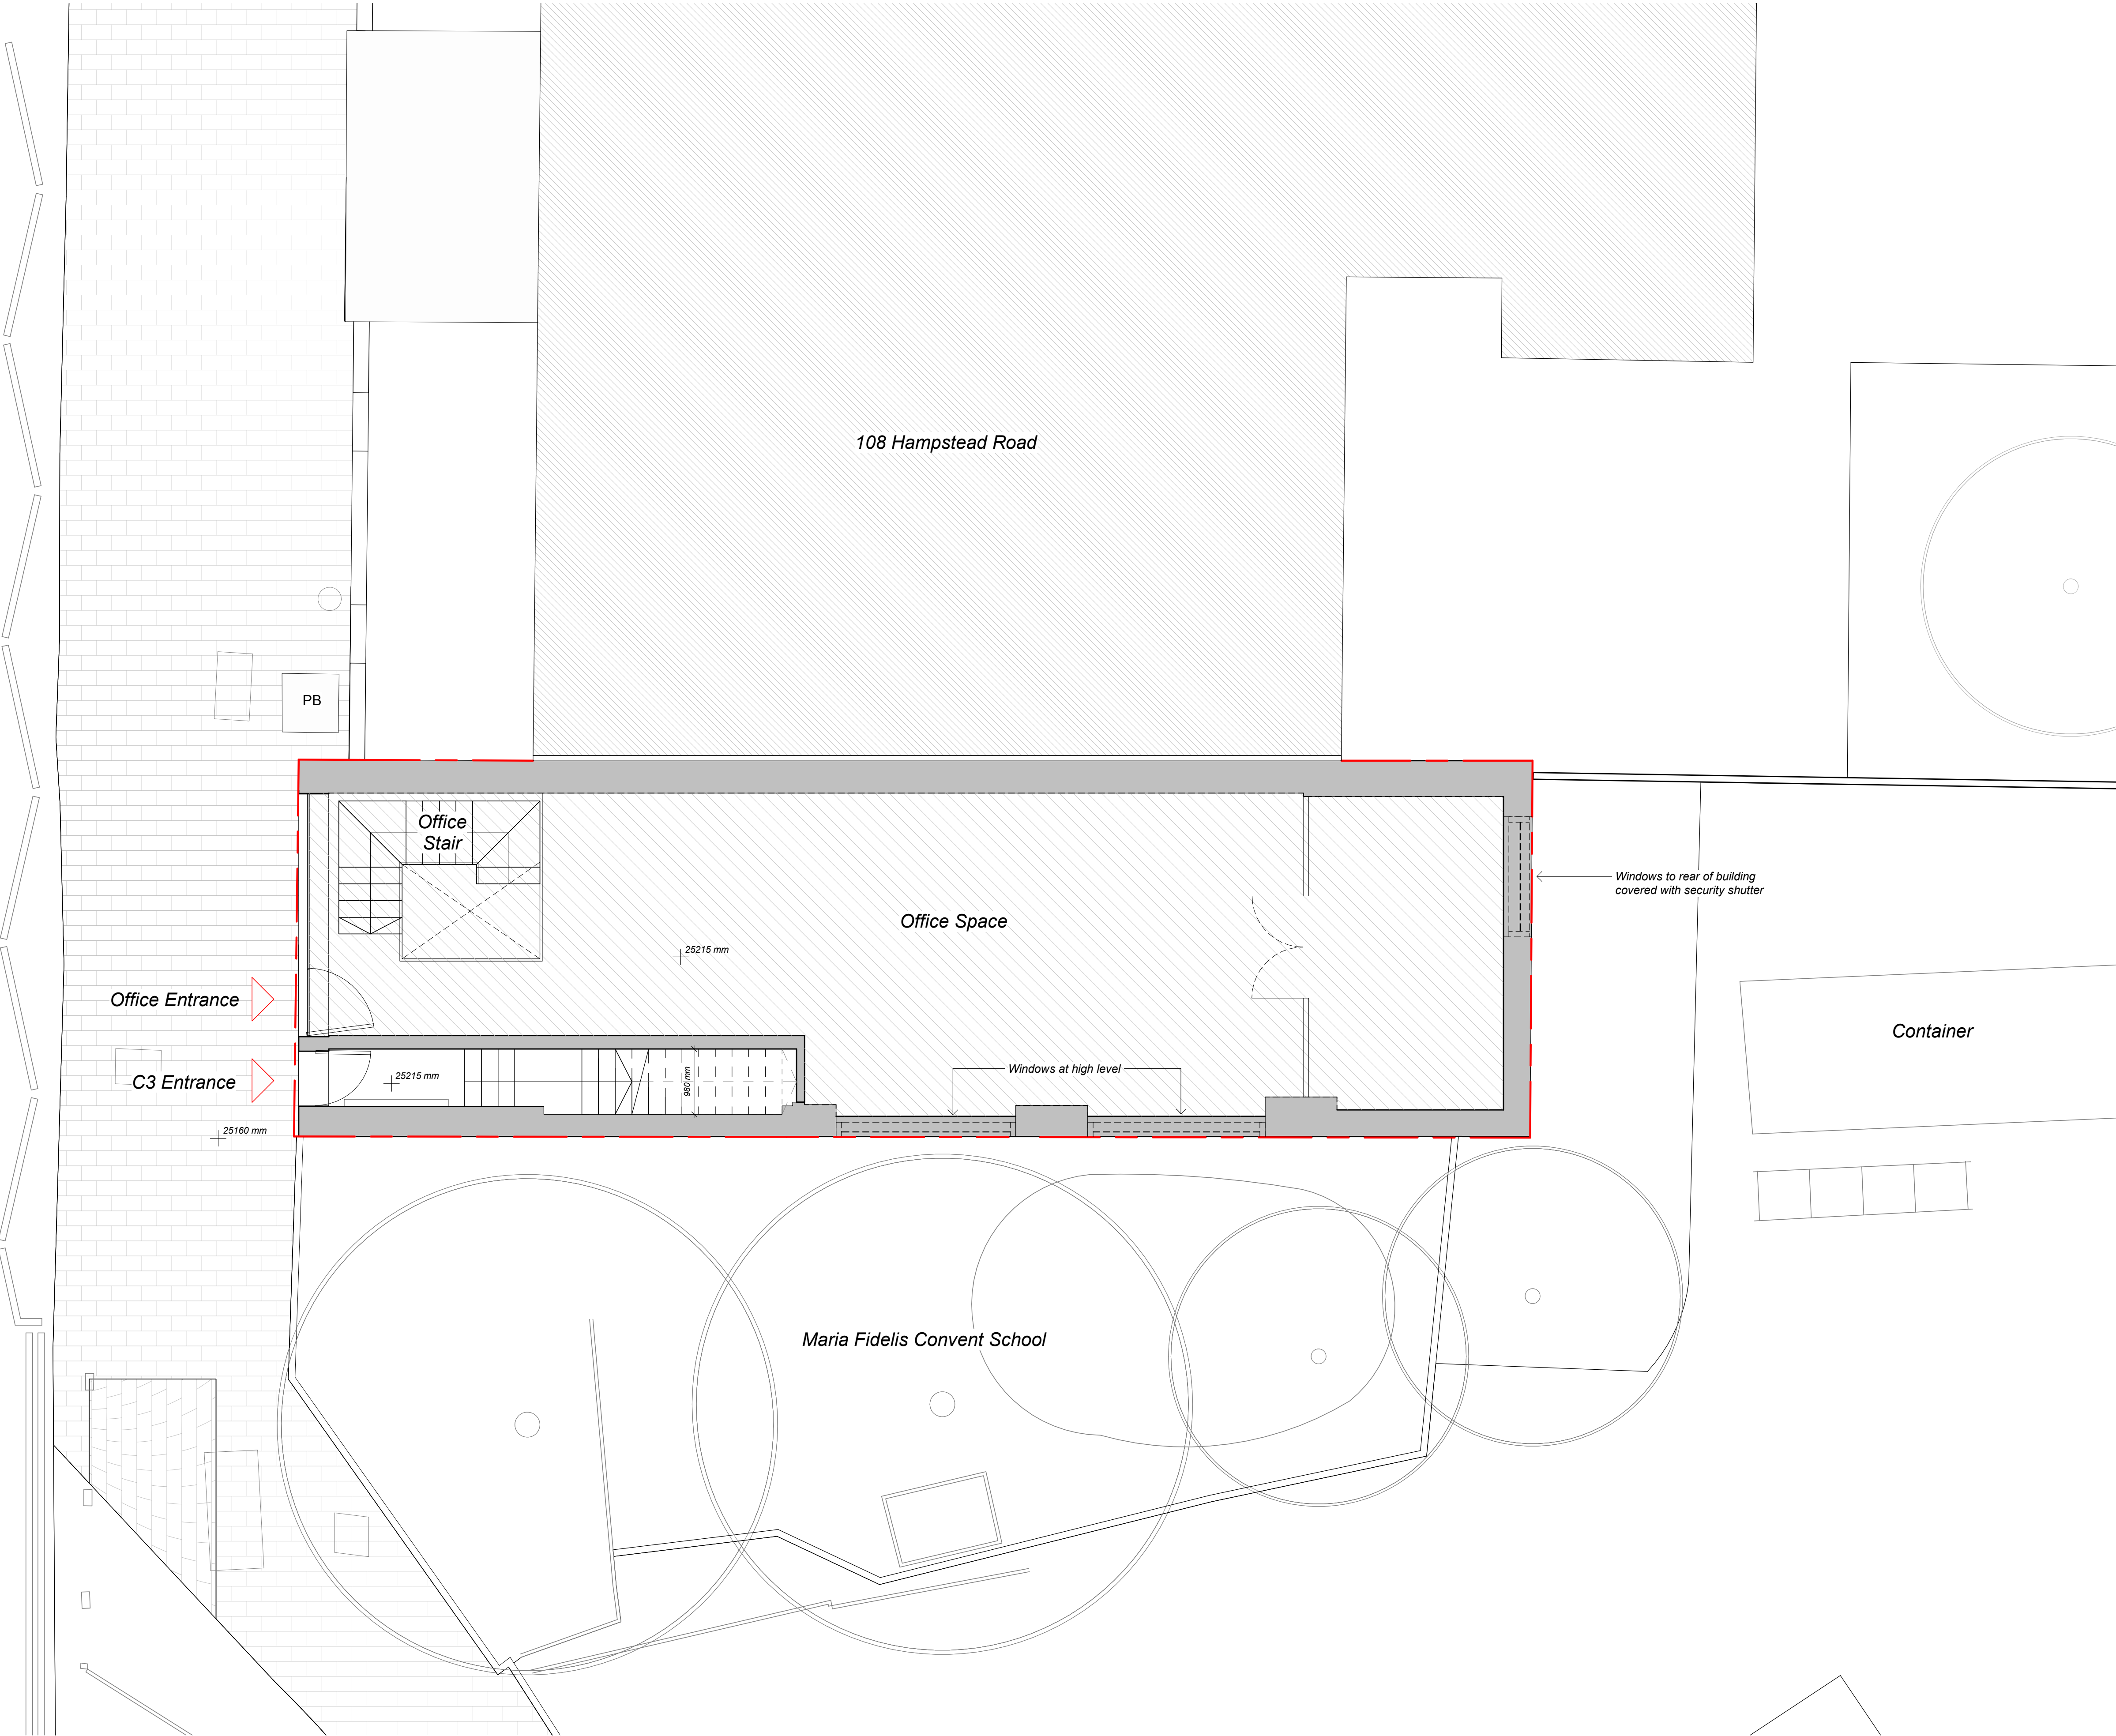 108 Hampstead Road
PB
Office
Stair
Windows to rear of building
covered with security shutter
Office Space
25215 mm
Office Entrance
Container
Windows at high level
25215 mm
980 mm
C3 Entrance
25160 mm
Maria Fidelis Convent School